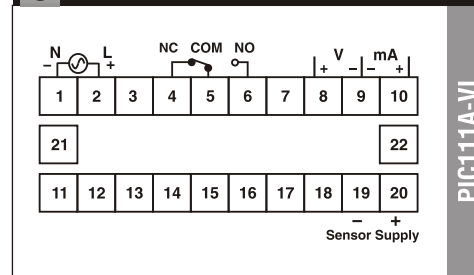 N L NC COM NO V mA
– + + – – +
1 2 3 4 5 6 7 8 9 10
21 22
11 12 13 14 15 16 17 18 19 20
– +
Sensor Supply
PIC111A-VI